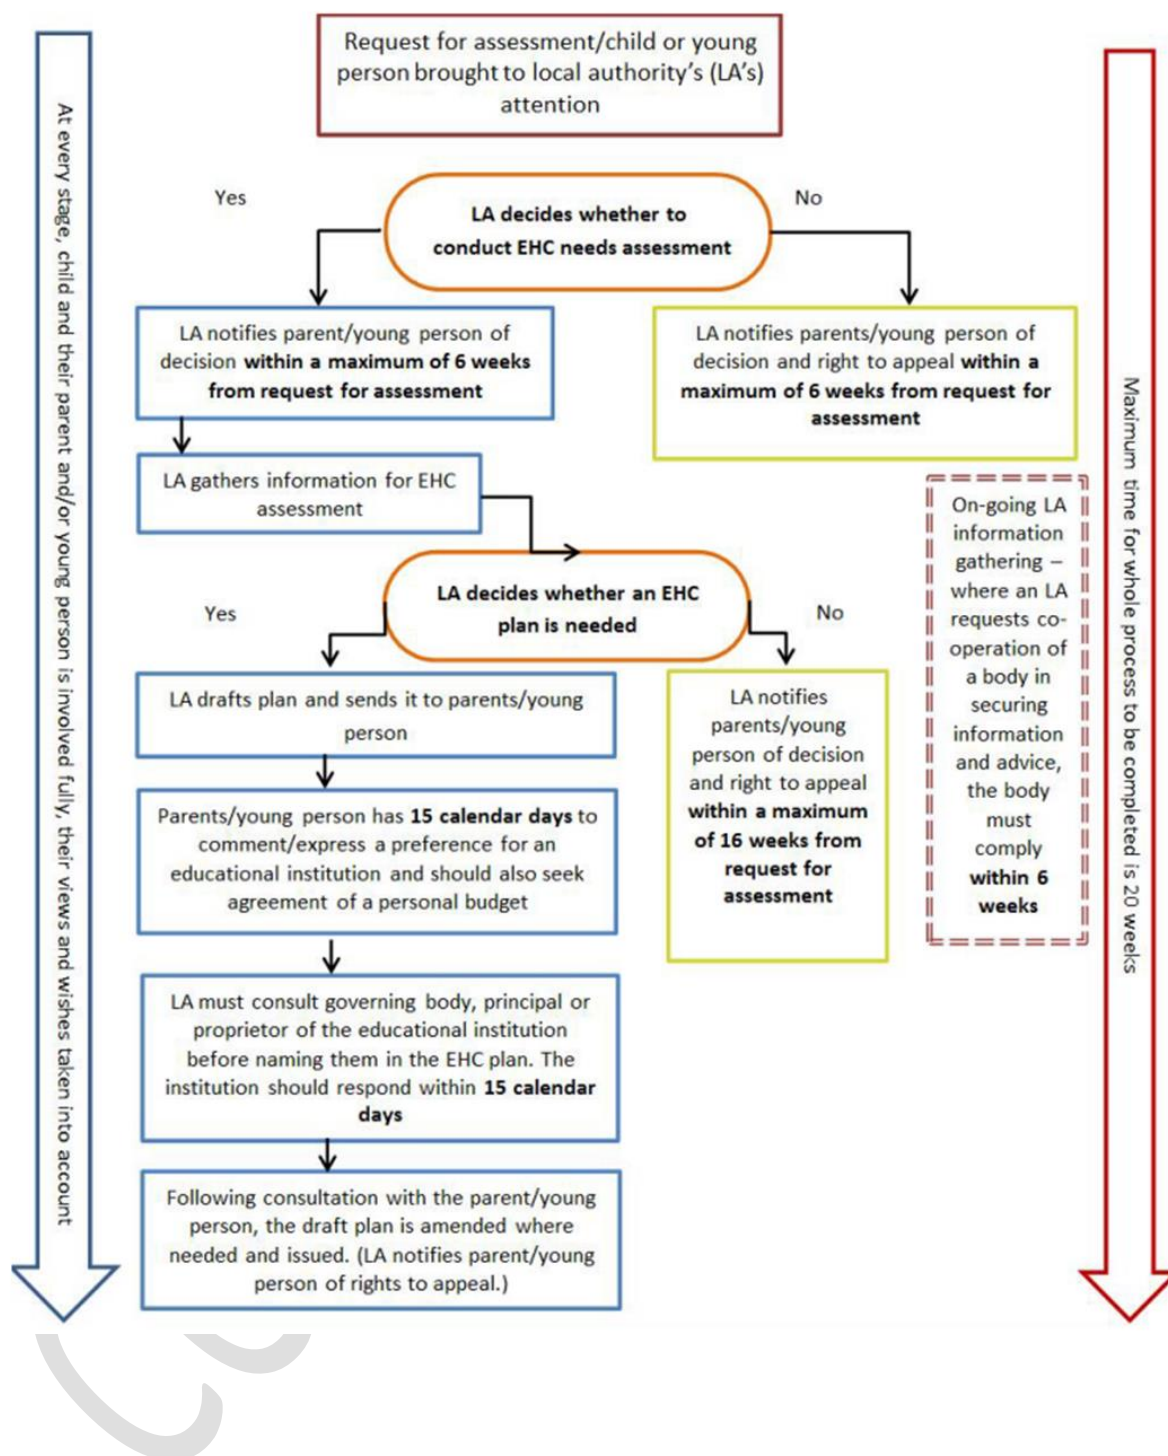 Request for assessment/child or young
person brought to local authority's (LA's)
attention
Yes
LA decides whether to
conduct EHC needs assessment
No
LA notifies parent/young person of
decision within a maximum of 6 weeks
from request for assessment
LA notifies parents/young person of
decision and right to appeal within a
maximum of 6 weeks from request for
assessment
LA gathers information for EHC
assessment
LA decides whether an EHC
plan is needed
Yes
No
LA drafts plan and sends it to parents/young
person
LA notifies
parents/young
person of decision
and right to appeal
within a maximum
of 16 weeks from
request for
assessment
On-going LA
information
gathering –
where an LA
requests co-
operation of
a body in
securing
information
and advice,
the body
must
comply
within 6
weeks
Parents/young person has 15 calendar days to
comment/express a preference for an
educational institution and should also seek
agreement of a personal budget
LA must consult governing body, principal or
proprietor of the educational institution
before naming them in the EHC plan. The
institution should respond within 15 calendar
days
Following consultation with the parent/young
person, the draft plan is amended where
needed and issued. (LA notifies parent/young
person of rights to appeal.)
At every stage, child and their parent and/or young person is involved fully, their views and wishes taken into account
Maximum time for whole process to be completed is 20 weeks